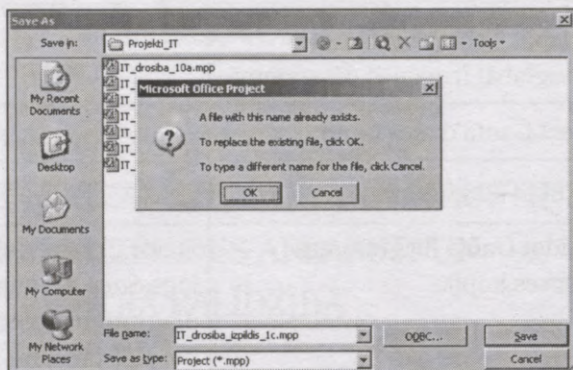 Save As
Save in:
Projekti_IT
Tools
IT_drosiba_10a.mpp
IT_
IT_
IT_
IT_
IT_
IT_
Microsoft Office Project
A file with this name already exists.
To replace the existing file, click OK.
To type a different name for the file, click Cancel.
OK
Cancel
My Recent Documents
Desktop
My Documents
My Computer
My Network Places
File name:
IT_drosiba_izpildis_1c.mpp
ODBC...
Save
Save as type:
Project (*.mpp)
Cancel